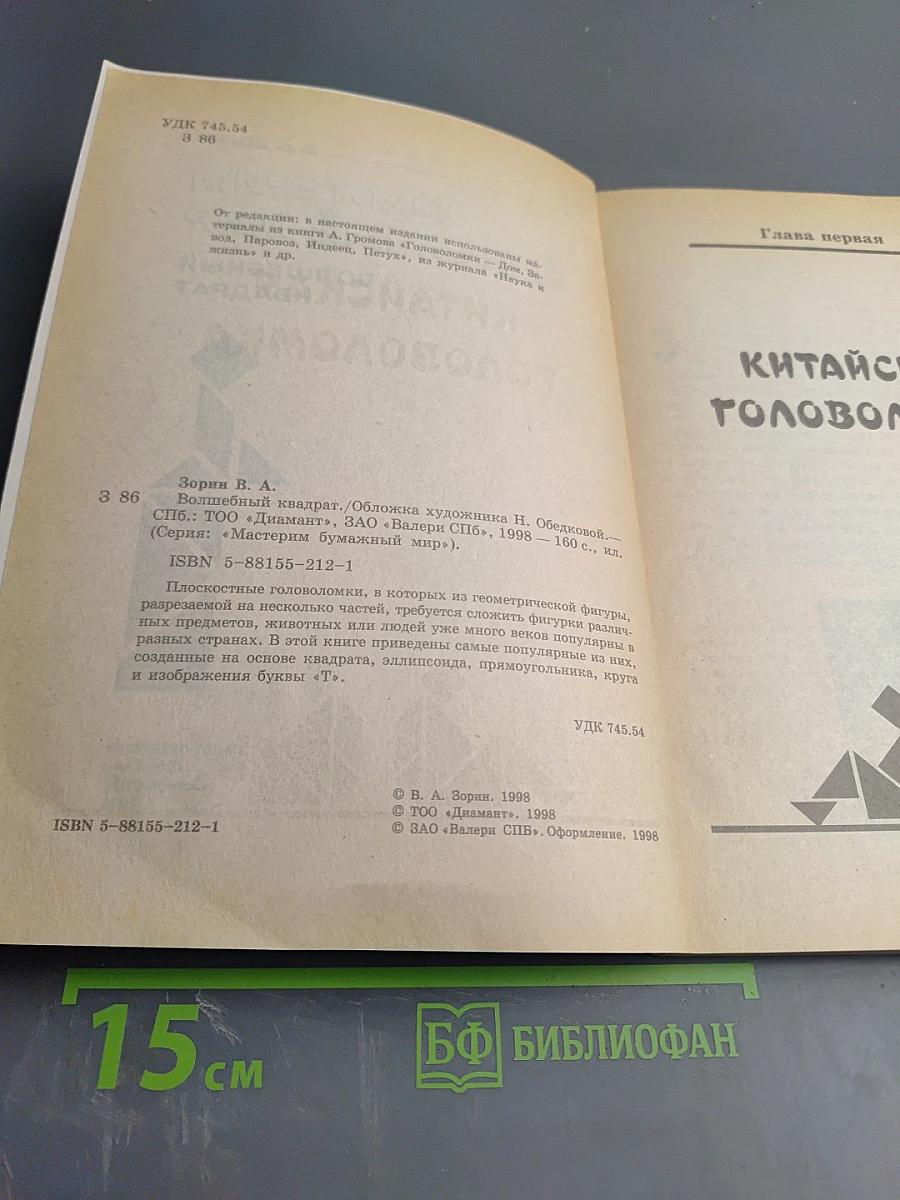 УДК 745.54
З 86
От редакции: в настоящем издании использованы ма-
териалы из книги А. Громова «Головоломки — Дом, За-
вод, Паровоз, Индеец, Петух», из журнала «Наука и
жизнь» и др.
Зорин В. А.
З 86 Волшебный квадрат./Обложка художника Н. Обедковой.—
СПб.: ТОО «Диамант», ЗАО «Валери СПб», 1998 — 160 с., ил.
(Серия: «Мастерим бумажный мир»).
ISBN 5–88155–212–1
Плоскостные головоломки, в которых из геометрической фигуры,
разрезаемой на несколько частей, требуется сложить фигурки различ-
ных предметов, животных или людей уже много веков популярны в
разных странах. В этой книге приведены самые популярные из них,
созданные на основе квадрата, эллипсоида, прямоугольника, круга
и изображения буквы «Т».
УДК 745.54
© В. А. Зорин. 1998
© ТОО «Диамант». 1998
© ЗАО «Валери СПБ». Оформление. 1998
ISBN 5–88155–212–1
Глава первая
КИТАЙС
ГОЛОВОЛ
15 см
БФ БИБЛИОФАН